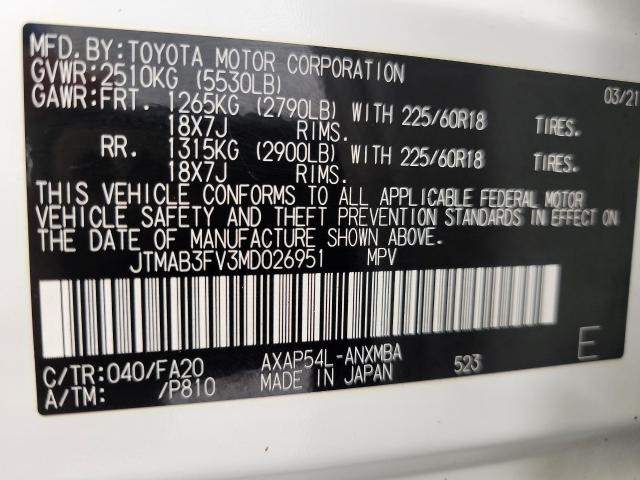 MFD.BY:TOYOTA MOTOR CORPORATION 03/21
GVWR:2510KG (5530LB)
GAWR:FRT. 1265KG (2790LB) WITH 225/60R18 TIRES.
18X7J RIMS.
RR. 1315KG (2900LB) WITH 225/60R18 TIRES.
18X7J RIMS.
THIS VEHICLE CONFORMS TO ALL APPLICABLE FEDERAL MOTOR
VEHICLE SAFETY AND THEFT PREVENTION STANDARDS IN EFFECT ON
THE DATE OF MANUFACTURE SHOWN ABOVE.
JTMAB3FV3MD026951 MPV
C/TR:040/FA20 AXAP54L-ANXMBA 523 E
A/TM: /P810 MADE IN JAPAN